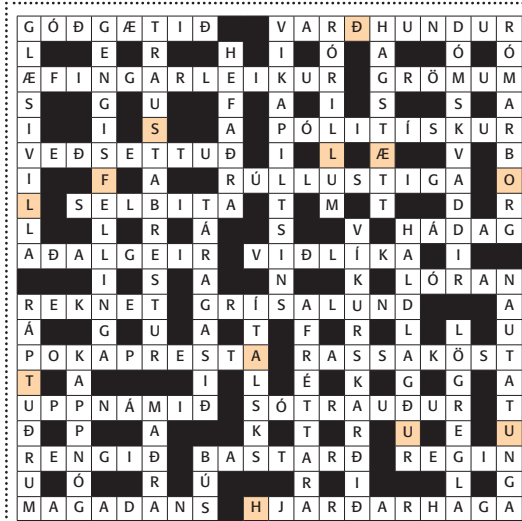 GÓÐGÆTIÐ VARÐHUNDUR
L E R H I Ó A Ó Ó
ÆFINGARLEIKUR GRÖMUM
S G U F A I S S A
I I S A PÓLITÍSKUR
VEÐSETTUÐ I L Æ V B
I F A RÚLLUSTIGA O
L SELBITA T M T D R
L L R Á S V HÁDAG
AÐALGEIR VIÐLÍKA I
I S A N K LÓRAN
REKNET GRÍSALUND A
Á G U A T F R L L U
POKAPRESTA RASSAKÖST
T A I L É K G G A
UPPNÁMIÐ SÓTRAUÐUR T
Ð P A K T R U E U
RENGIÐ BASTARÐ REGIN
U Ó R Ú R I L G
MAGADANS HJARÐARHAGA